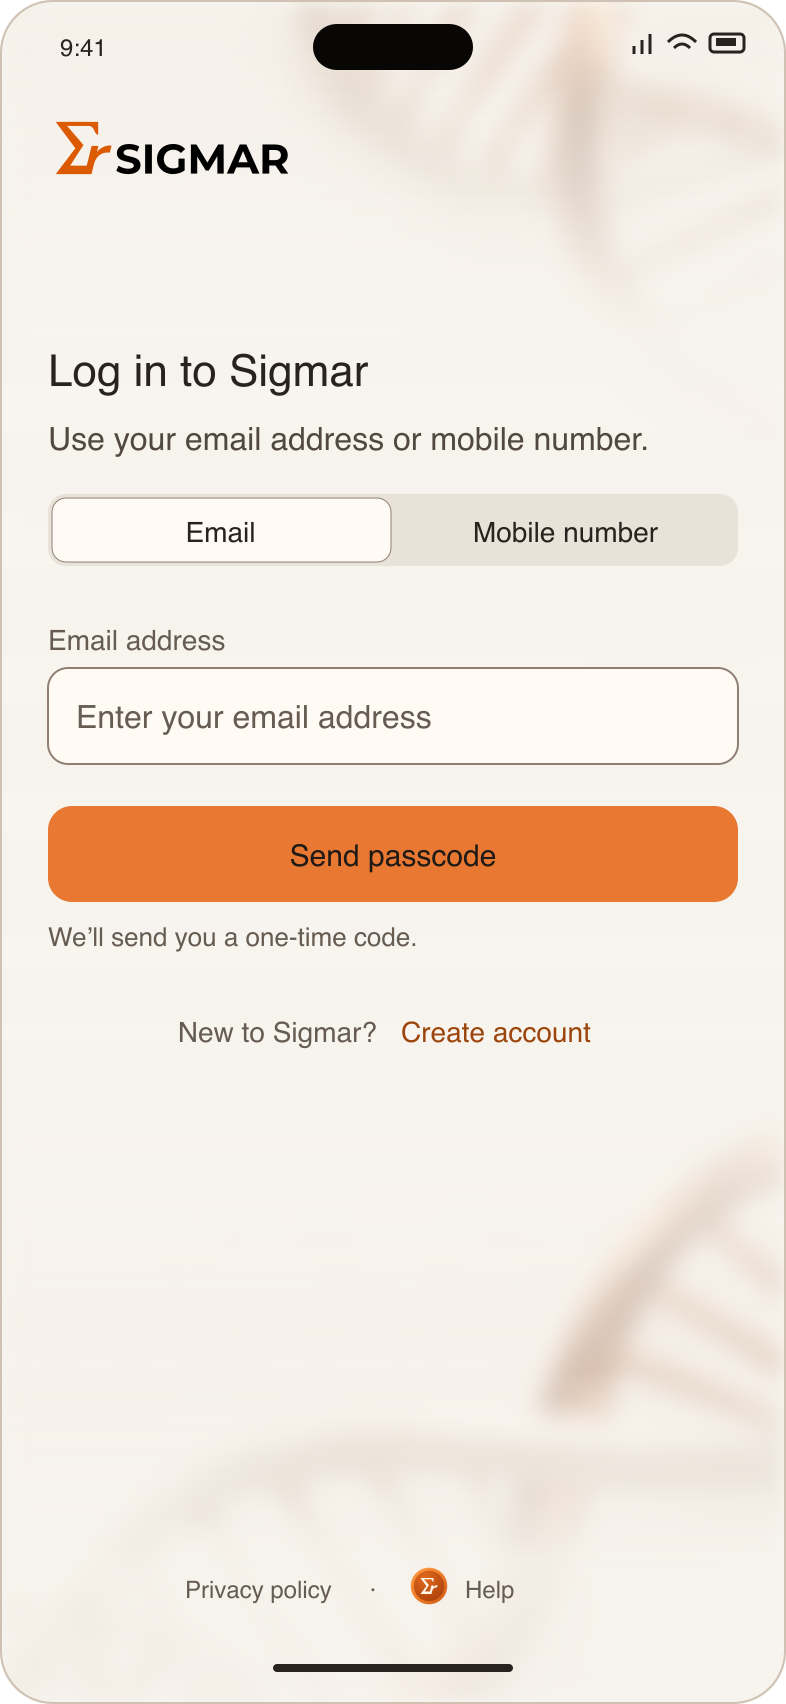 9:41
Σr SIGMAR
Log in to Sigmar
Use your email address or mobile number.
Email Mobile number
Email address
Enter your email address
Send passcode
We’ll send you a one-time code.
New to Sigmar? Create account
Privacy policy · Σr Help